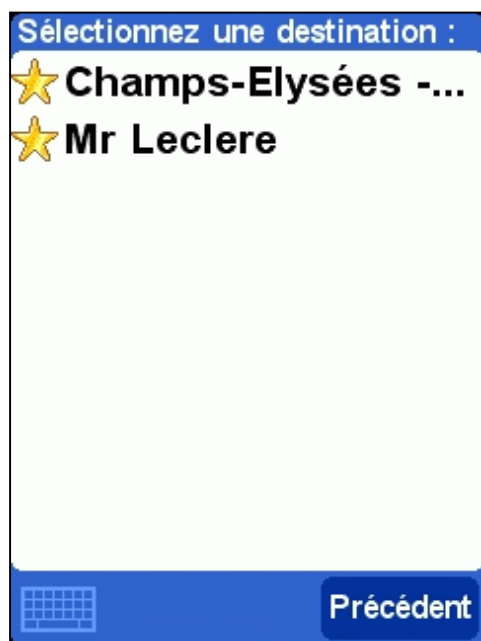 Sélectionnez une destination :
Champs-Elysées -...
Mr Leclere
Précédent